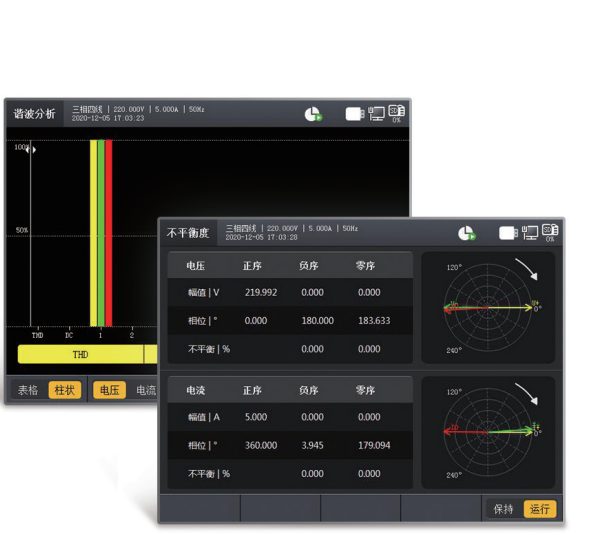 谐波分析
三相四线 | 220.000V | 5.000A | 50Hz
2020-12-05 17:03:23
0%
100%
50%
THD DC 1 2
THD
表格 柱状 电压 电流
不平衡度
三相四线 | 220.000V | 5.000A | 50Hz
2020-12-05 17:03:28
0%
电压 正序 负序 零序
幅值 | V 219.992 0.000 0.000
相位 | ° 0.000 180.000 183.633
不平衡 | % 0.000 0.000
120°
U+
0°
240°
电流 正序 负序 零序
幅值 | A 5.000 0.000 0.000
相位 | ° 360.000 3.945 179.094
不平衡 | % 0.000 0.000
120°
0°
240°
保持 运行